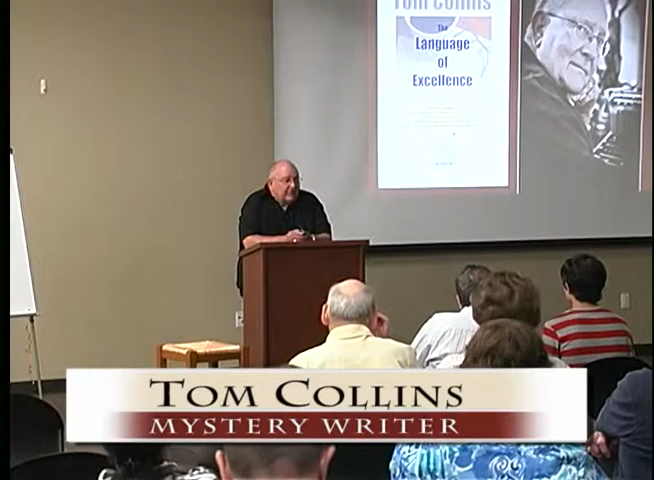 Tom Collins
The
Language
of
Excellence
TOM COLLINS
MYSTERY WRITER